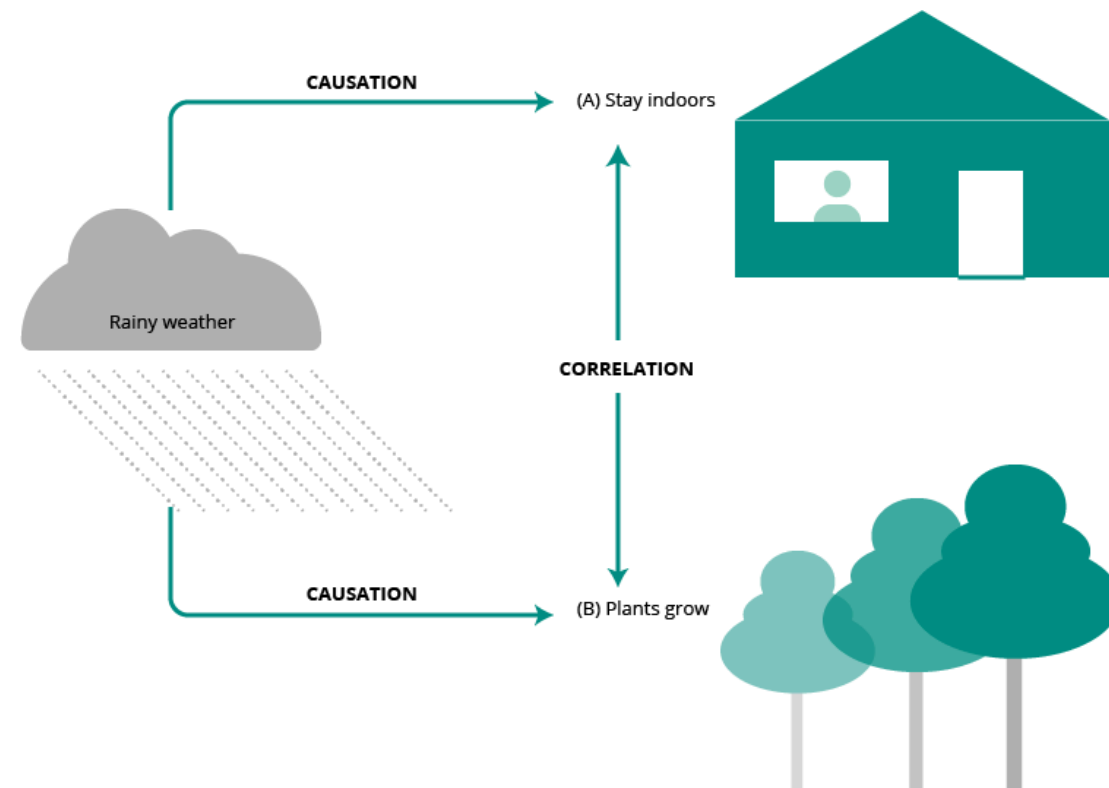 CAUSATION
(A) Stay indoors
Rainy weather
CORRELATION
CAUSATION
(B) Plants grow